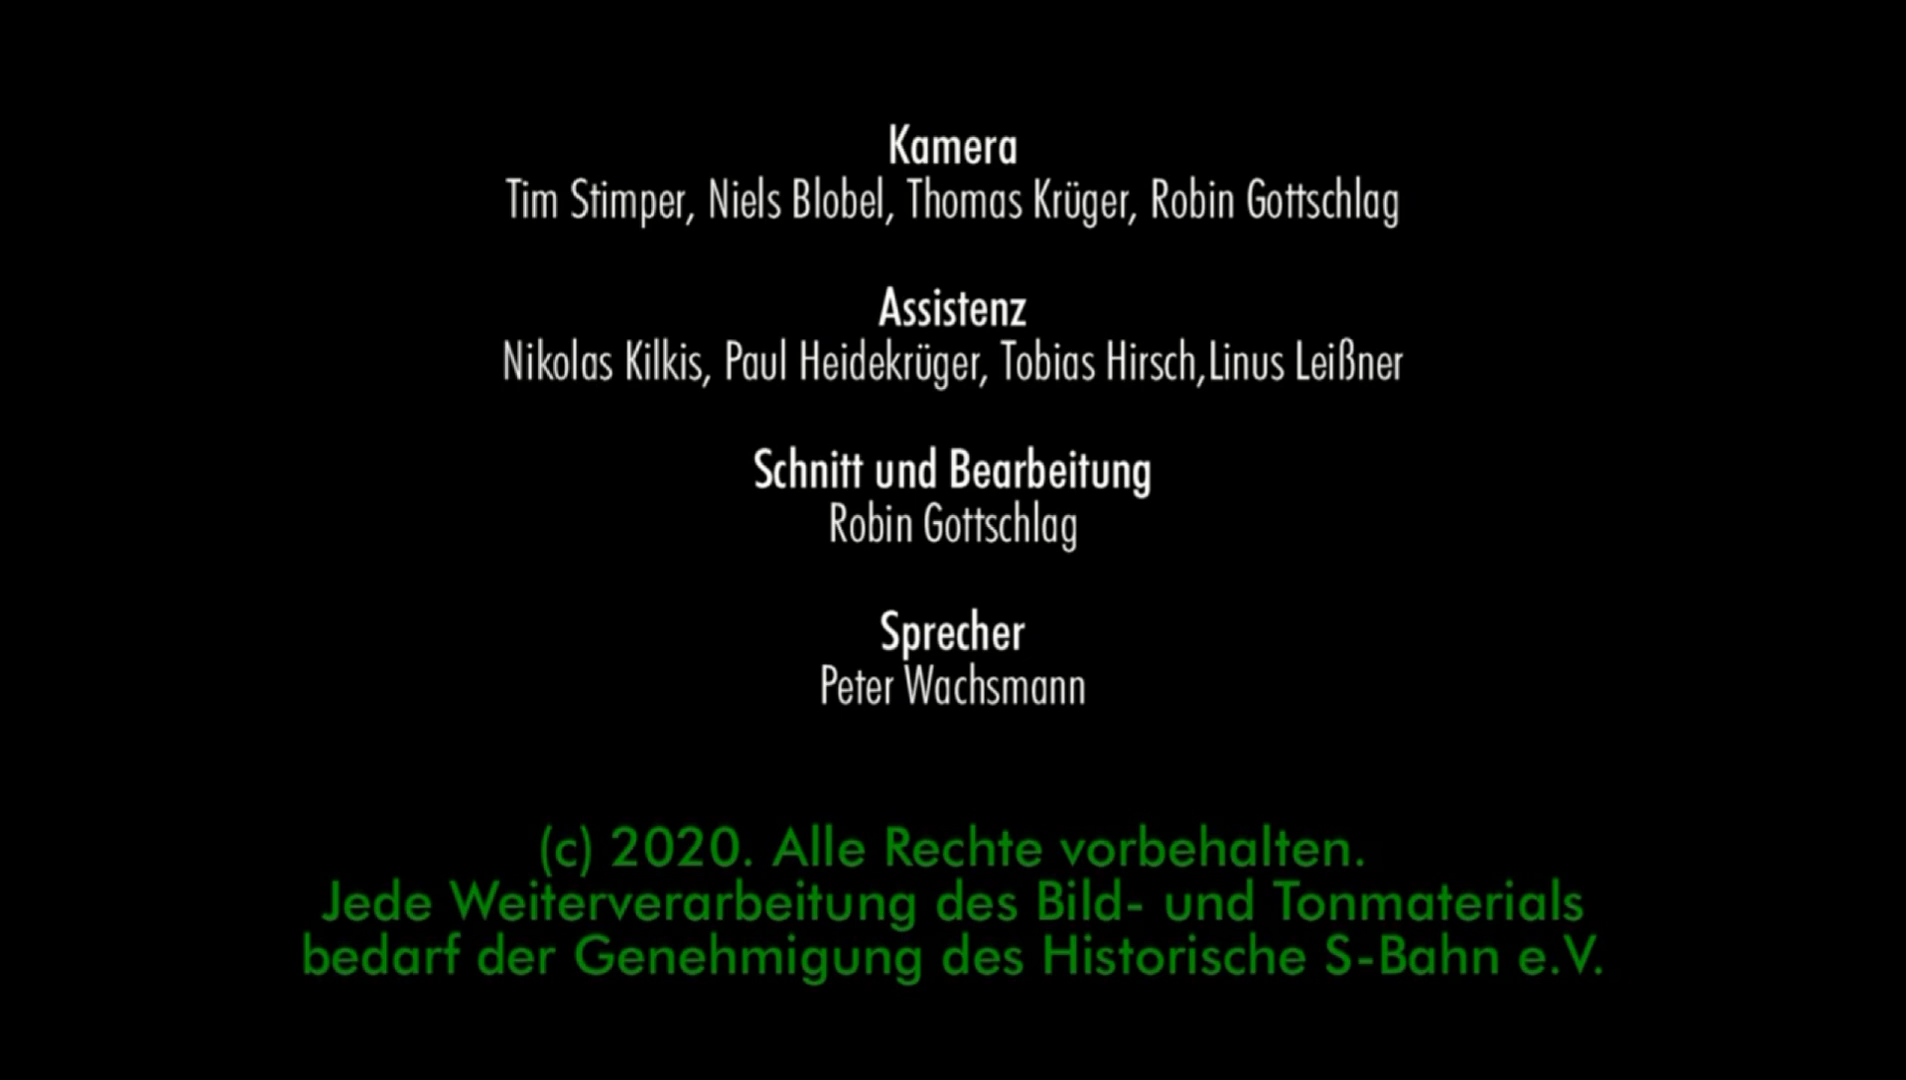 Kamera
Tim Stimper, Niels Blobel, Thomas Krüger, Robin Gottschlag
Assistenz
Nikolas Kilkis, Paul Heidekrüger, Tobias Hirsch,Linus Leißner
Schnitt und Bearbeitung
Robin Gottschlag
Sprecher
Peter Wachsmann
(c) 2020. Alle Rechte vorbehalten.
Jede Weiterverarbeitung des Bild- und Tonmaterials
bedarf der Genehmigung des Historische S-Bahn e.V.